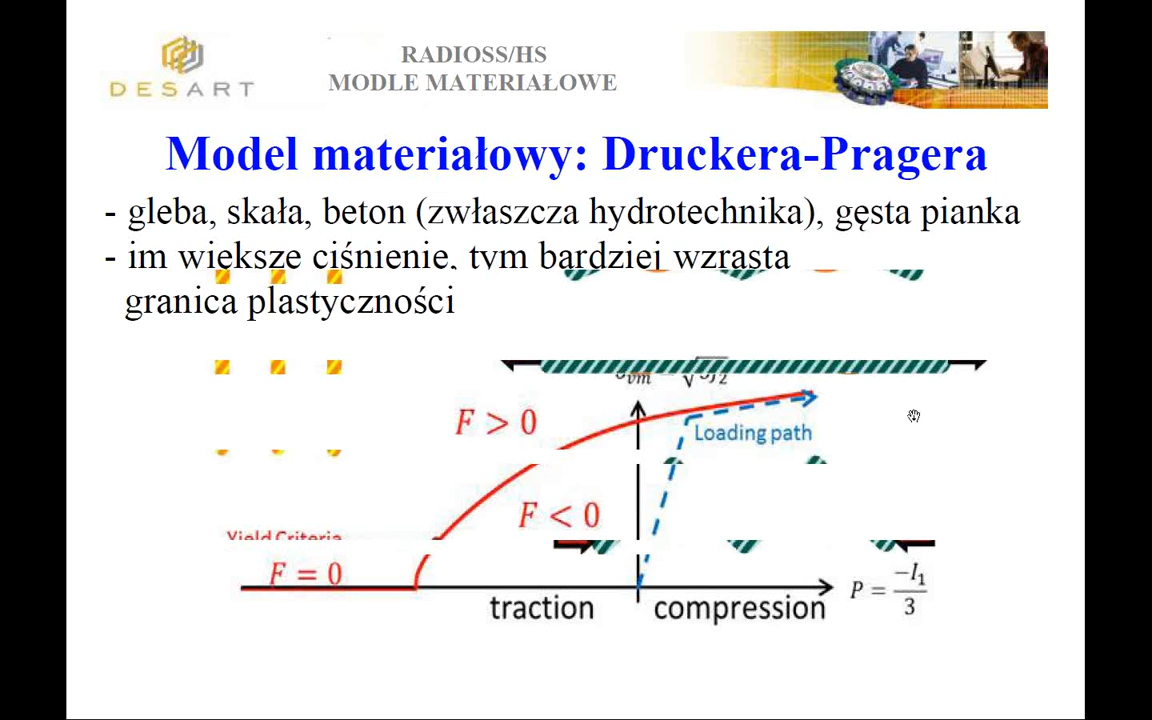 DESART
RADIOSS/HS
MODLE MATERIAŁOWE
Model materiałowy: Druckera-Pragera
- gleba, skała, beton (zwłaszcza hydrotechnika), gęsta pianka
- im większe ciśnienie, tym bardziej wzrasta
granica plastyczności
F > 0
Loading path
F < 0
Yield Criteria
F = 0
traction
compression
P = −I₁/3